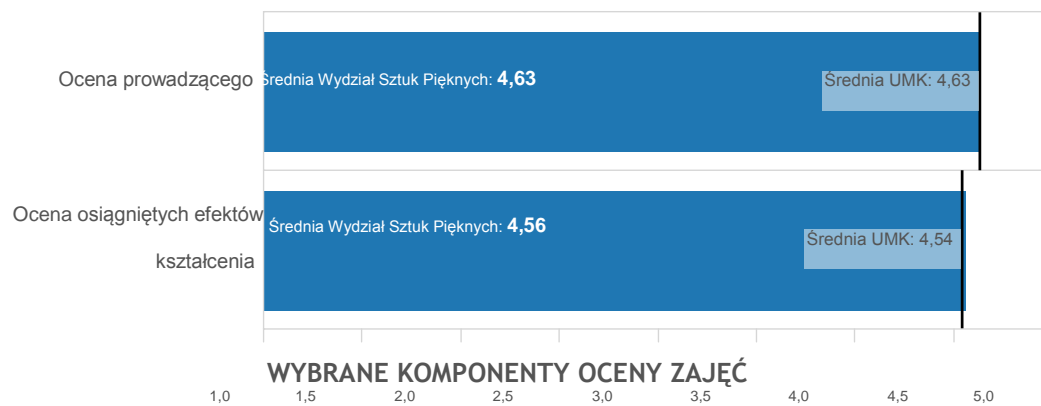 Ocena prowadzącego
Średnia Wydział Sztuk Pięknych: 4,63
Średnia UMK: 4,63
Ocena osiągniętych efektów
kształcenia
Średnia Wydział Sztuk Pięknych: 4,56
Średnia UMK: 4,54
WYBRANE KOMPONENTY OCENY ZAJĘĆ
1,0 1,5 2,0 2,5 3,0 3,5 4,0 4,5 5,0